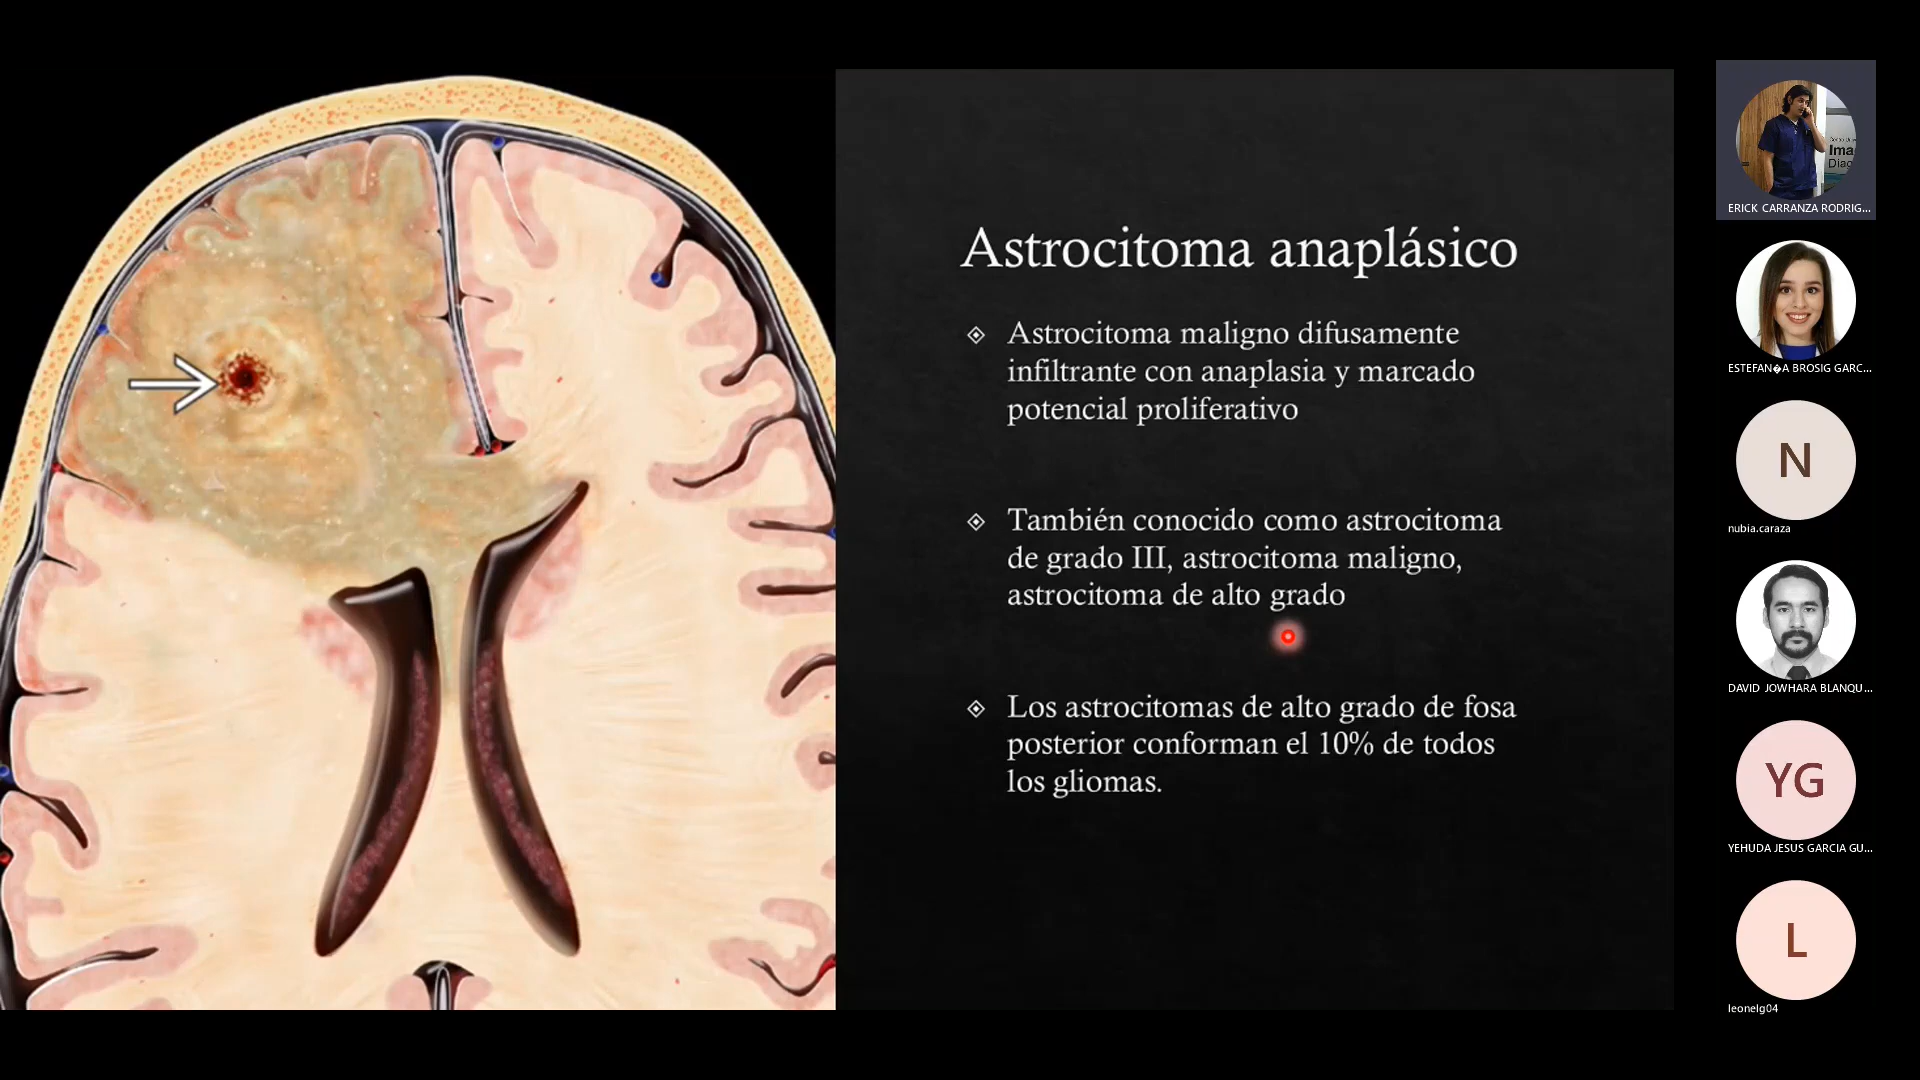 Astrocitoma anaplásico
Astrocitoma maligno difusamente
infiltrante con anaplasia y marcado
potencial proliferativo
También conocido como astrocitoma
de grado III, astrocitoma maligno,
astrocitoma de alto grado
Los astrocitomas de alto grado de fosa
posterior conforman el 10% de todos
los gliomas.
Ima
Diag
ERICK CARRANZA RODRIG...
ESTEFAN�A BROSIG GARC...
N
nubia.caraza
DAVID JOWHARA BLANQU...
YG
YEHUDA JESUS GARCIA GU...
L
leonelg04